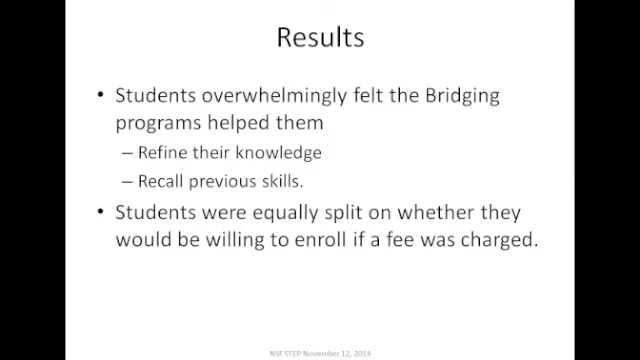 Results
• Students overwhelmingly felt the Bridging
programs helped them
– Refine their knowledge
– Recall previous skills.
• Students were equally split on whether they
would be willing to enroll if a fee was charged.
NSF STEP November 12, 2014